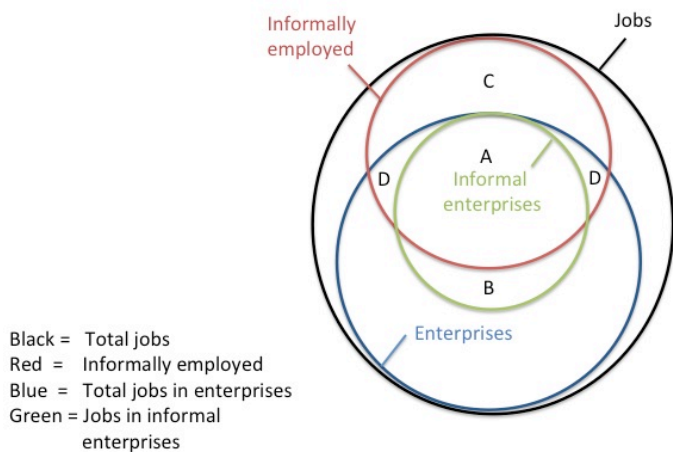 Informally
employed
Jobs
C
A
D
D
Informal
enterprises
B
Enterprises
Black = Total jobs
Red = Informally employed
Blue = Total jobs in enterprises
Green = Jobs in informal
enterprises